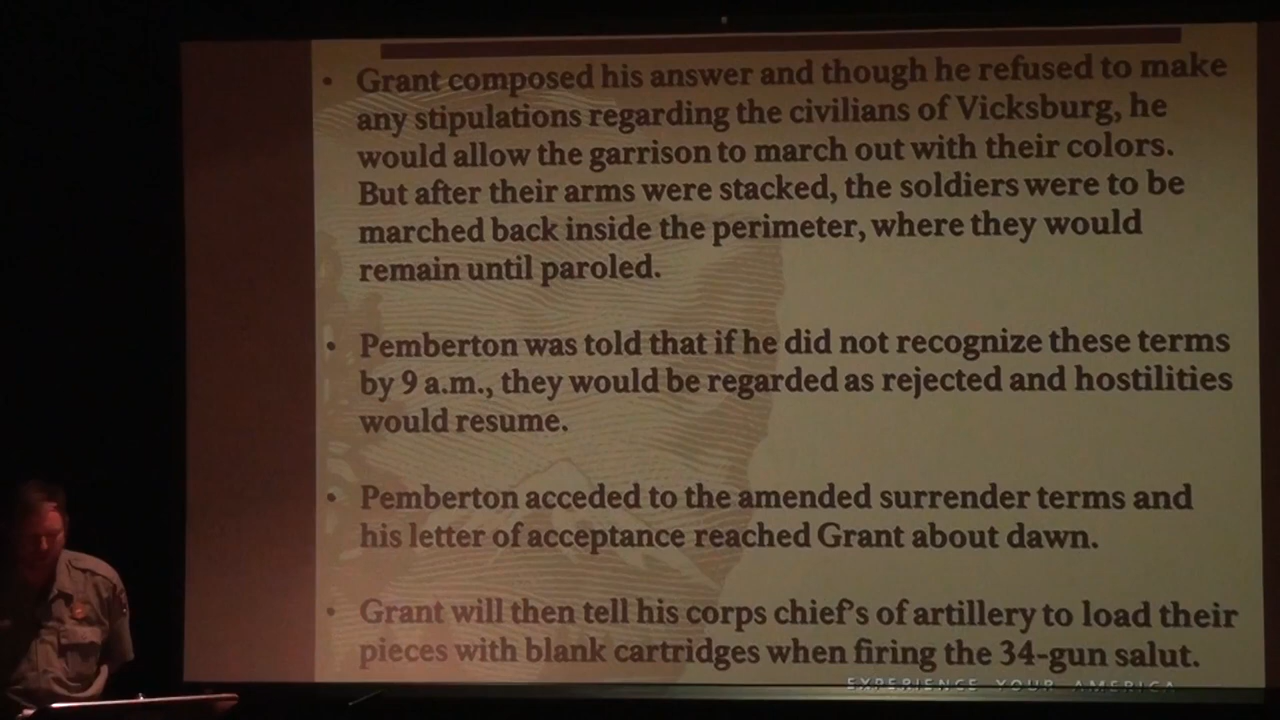 • Grant composed his answer and though he refused to make
any stipulations regarding the civilians of Vicksburg, he
would allow the garrison to march out with their colors.
But after their arms were stacked, the soldiers were to be
marched back inside the perimeter, where they would
remain until paroled.
• Pemberton was told that if he did not recognize these terms
by 9 a.m., they would be regarded as rejected and hostilities
would resume.
• Pemberton acceded to the amended surrender terms and
his letter of acceptance reached Grant about dawn.
• Grant will then tell his corps chief's of artillery to load their
pieces with blank cartridges when firing the 34-gun salut.
EXPERIENCE YOUR AMERICA